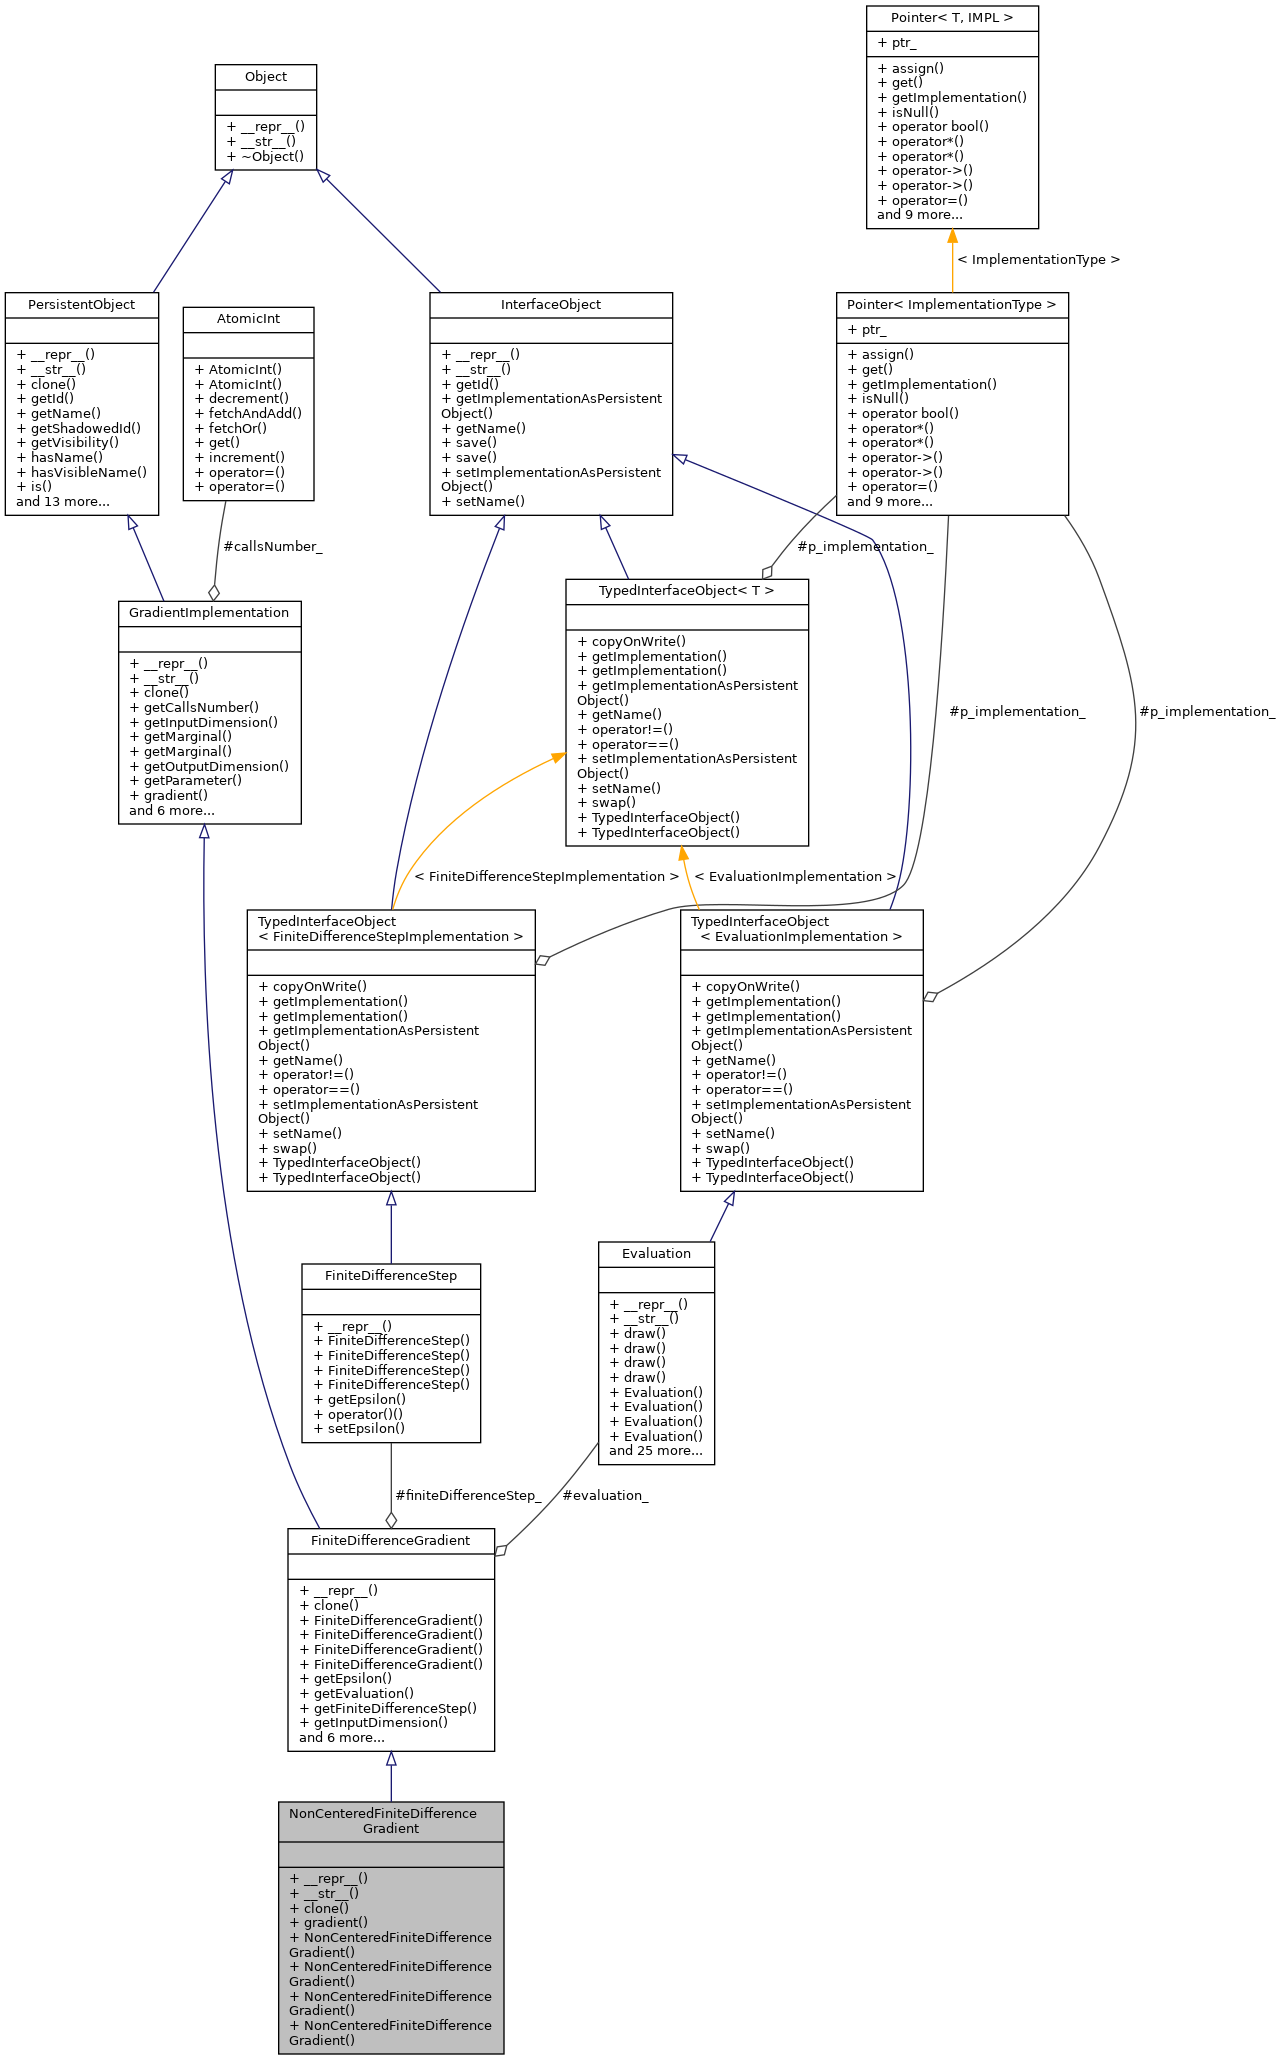 Pointer< T, IMPL >
+ ptr_
+ assign()
+ get()
+ getImplementation()
+ isNull()
+ operator bool()
+ operator*()
+ operator*()
+ operator->()
+ operator->()
+ operator=()
and 9 more...
Object
+ __repr__()
+ __str__()
+ ~Object()
< ImplementationType >
PersistentObject
+ __repr__()
+ __str__()
+ clone()
+ getId()
+ getName()
+ getShadowedId()
+ getVisibility()
+ hasName()
+ hasVisibleName()
+ is()
and 13 more...
AtomicInt
+ AtomicInt()
+ AtomicInt()
+ decrement()
+ fetchAndAdd()
+ fetchOr()
+ get()
+ increment()
+ operator=()
+ operator=()
InterfaceObject
+ __repr__()
+ __str__()
+ getId()
+ getImplementationAsPersistent
Object()
+ getName()
+ save()
+ save()
+ setImplementationAsPersistent
Object()
+ setName()
Pointer< ImplementationType >
+ ptr_
+ assign()
+ get()
+ getImplementation()
+ isNull()
+ operator bool()
+ operator*()
+ operator*()
+ operator->()
+ operator->()
+ operator=()
and 9 more...
#callsNumber_
#p_implementation_
GradientImplementation
+ __repr__()
+ __str__()
+ clone()
+ getCallsNumber()
+ getInputDimension()
+ getMarginal()
+ getMarginal()
+ getOutputDimension()
+ getParameter()
+ gradient()
and 6 more...
TypedInterfaceObject< T >
+ copyOnWrite()
+ getImplementation()
+ getImplementation()
+ getImplementationAsPersistent
Object()
+ getName()
+ operator!=()
+ operator==()
+ setImplementationAsPersistent
Object()
+ setName()
+ swap()
+ TypedInterfaceObject()
+ TypedInterfaceObject()
#p_implementation_
#p_implementation_
< FiniteDifferenceStepImplementation >
< EvaluationImplementation >
TypedInterfaceObject
< FiniteDifferenceStepImplementation >
+ copyOnWrite()
+ getImplementation()
+ getImplementation()
+ getImplementationAsPersistent
Object()
+ getName()
+ operator!=()
+ operator==()
+ setImplementationAsPersistent
Object()
+ setName()
+ swap()
+ TypedInterfaceObject()
+ TypedInterfaceObject()
TypedInterfaceObject
< EvaluationImplementation >
+ copyOnWrite()
+ getImplementation()
+ getImplementation()
+ getImplementationAsPersistent
Object()
+ getName()
+ operator!=()
+ operator==()
+ setImplementationAsPersistent
Object()
+ setName()
+ swap()
+ TypedInterfaceObject()
+ TypedInterfaceObject()
FiniteDifferenceStep
+ __repr__()
+ FiniteDifferenceStep()
+ FiniteDifferenceStep()
+ FiniteDifferenceStep()
+ FiniteDifferenceStep()
+ getEpsilon()
+ operator()()
+ setEpsilon()
Evaluation
+ __repr__()
+ __str__()
+ draw()
+ draw()
+ draw()
+ draw()
+ Evaluation()
+ Evaluation()
+ Evaluation()
+ Evaluation()
and 25 more...
#finiteDifferenceStep_
#evaluation_
FiniteDifferenceGradient
+ __repr__()
+ clone()
+ FiniteDifferenceGradient()
+ FiniteDifferenceGradient()
+ FiniteDifferenceGradient()
+ FiniteDifferenceGradient()
+ getEpsilon()
+ getEvaluation()
+ getFiniteDifferenceStep()
+ getInputDimension()
and 6 more...
NonCenteredFiniteDifference
Gradient
+ __repr__()
+ __str__()
+ clone()
+ gradient()
+ NonCenteredFiniteDifference
Gradient()
+ NonCenteredFiniteDifference
Gradient()
+ NonCenteredFiniteDifference
Gradient()
+ NonCenteredFiniteDifference
Gradient()